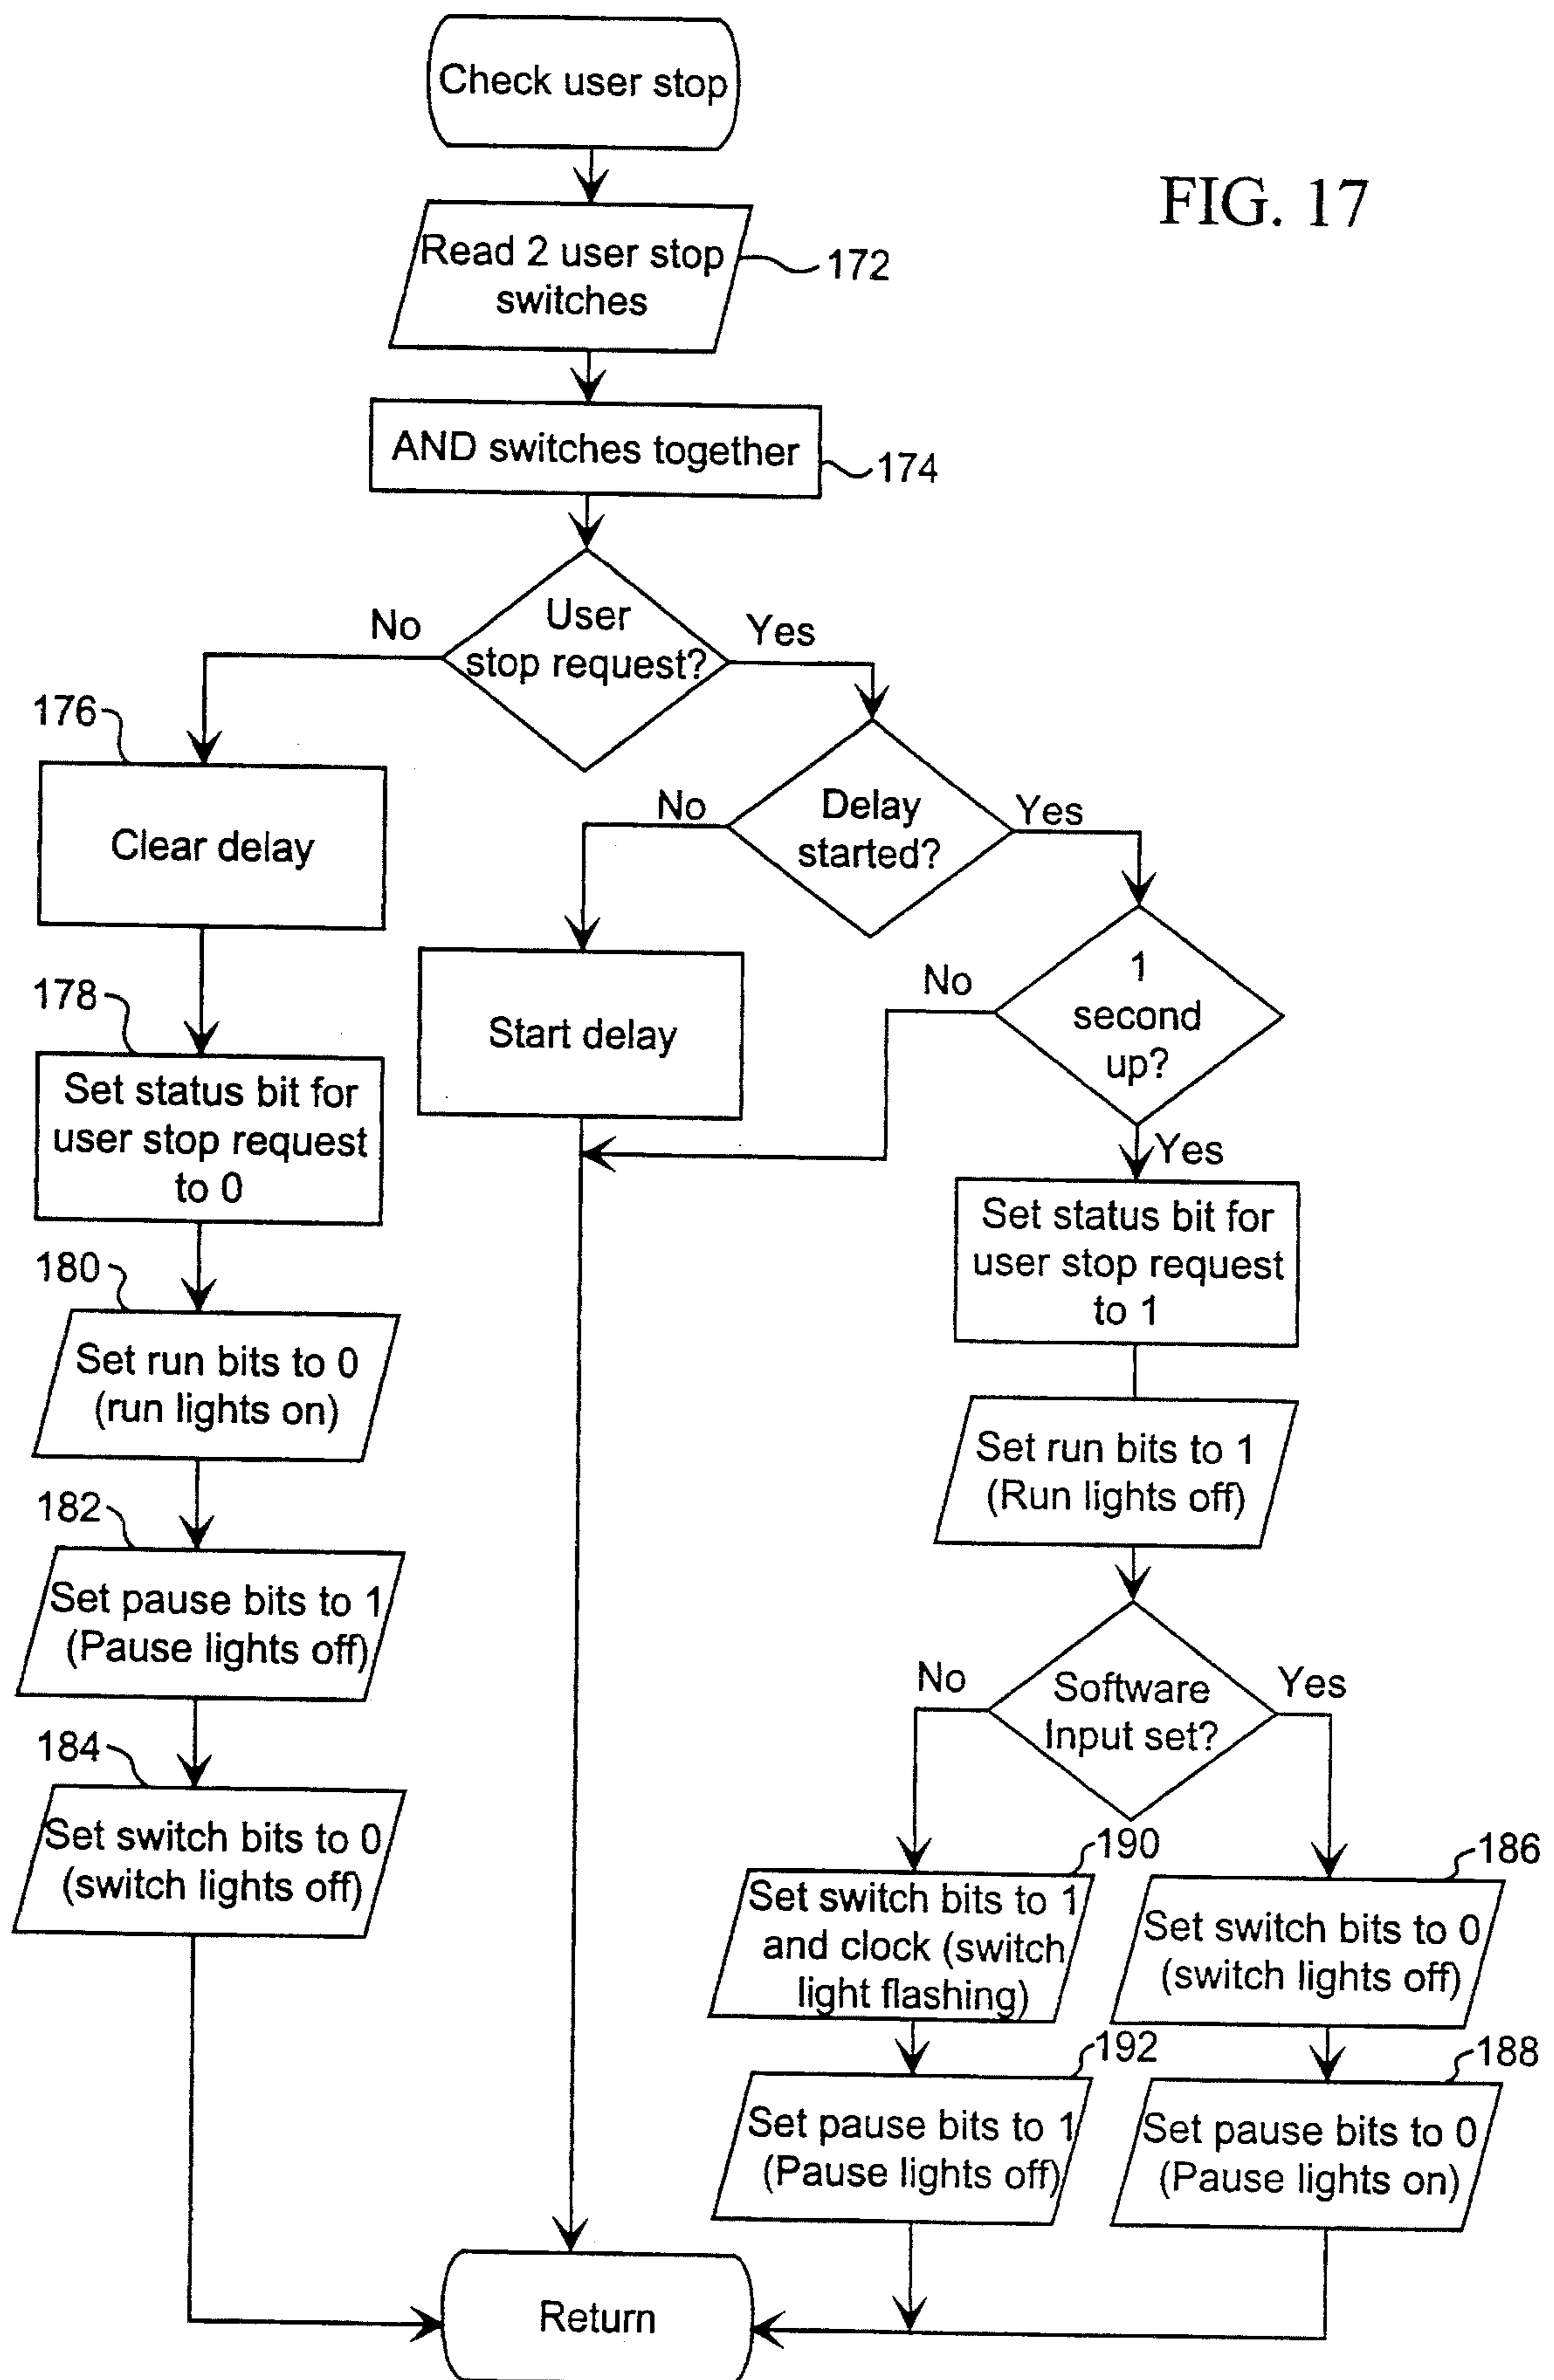 Check user stop
FIG. 17
Read 2 user stop
switches
172
AND switches together
174
User
stop request?
No
Yes
176
Clear delay
Delay
started?
No
Yes
178
Set status bit for
user stop request
to 0
Start delay
1
second
up?
No
Yes
Set status bit for
user stop request
to 1
180
Set run bits to 0
(run lights on)
Set run bits to 1
(Run lights off)
182
Set pause bits to 1
(Pause lights off)
Software
Input set?
No
Yes
184
Set switch bits to 0
(switch lights off)
190
Set switch bits to 1
and clock (switch
light flashing)
186
Set switch bits to 0
(switch lights off)
192
Set pause bits to 1
(Pause lights off)
188
Set pause bits to 0
(Pause lights on)
Return